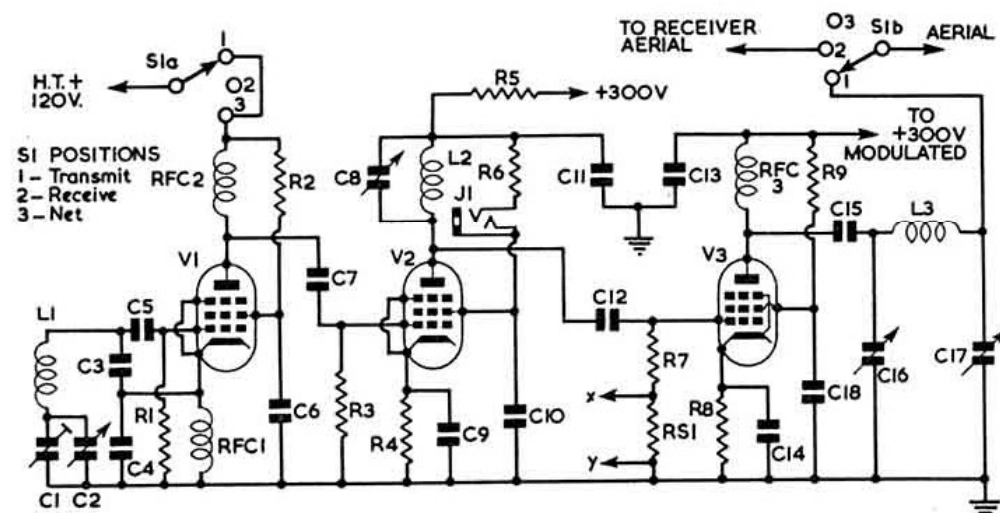 1
S1a
H.T.+
120V.
2
3
S1 POSITIONS
1 - Transmit
2 - Receive
3 - Net
RFC2
R2
V1
L1
C5
C3
R1
C4
RFC1
C6
C1 C2
R5
+300V
C8
L2
R6
J1
V2
C7
R3
R4
C9
C10
C11
C13
C12
TO RECEIVER
AERIAL
3
S1b
2
AERIAL
1
TO
+300V
MODULATED
RFC
3
R9
C15
L3
V3
R7
x
RS1
y
R8
C14
C18
C16
C17